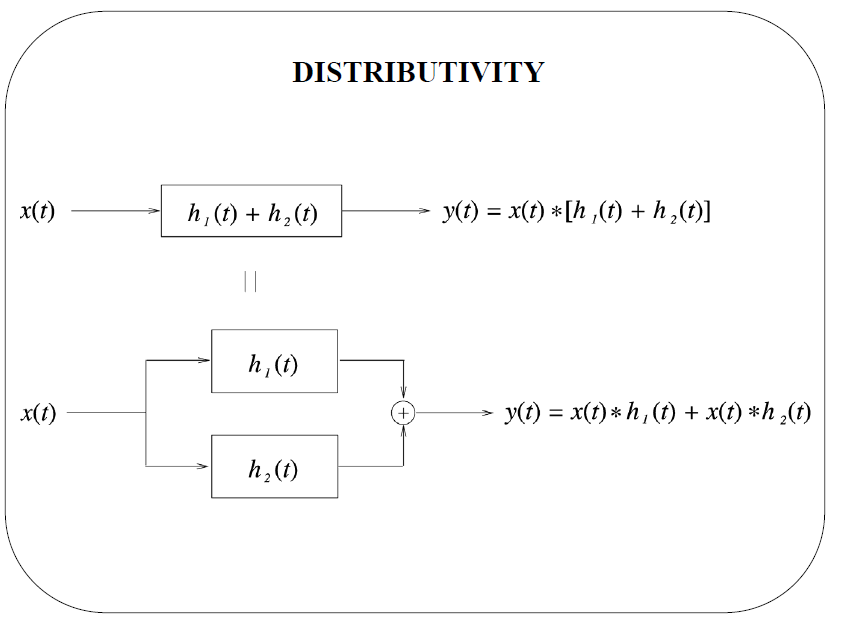 DISTRIBUTIVITY
x(t)
h₁(t) + h₂(t)
y(t) = x(t) *[h₁(t) + h₂(t)]
||
h₁(t)
x(t)
+
y(t) = x(t)*h₁(t) + x(t)*h₂(t)
h₂(t)